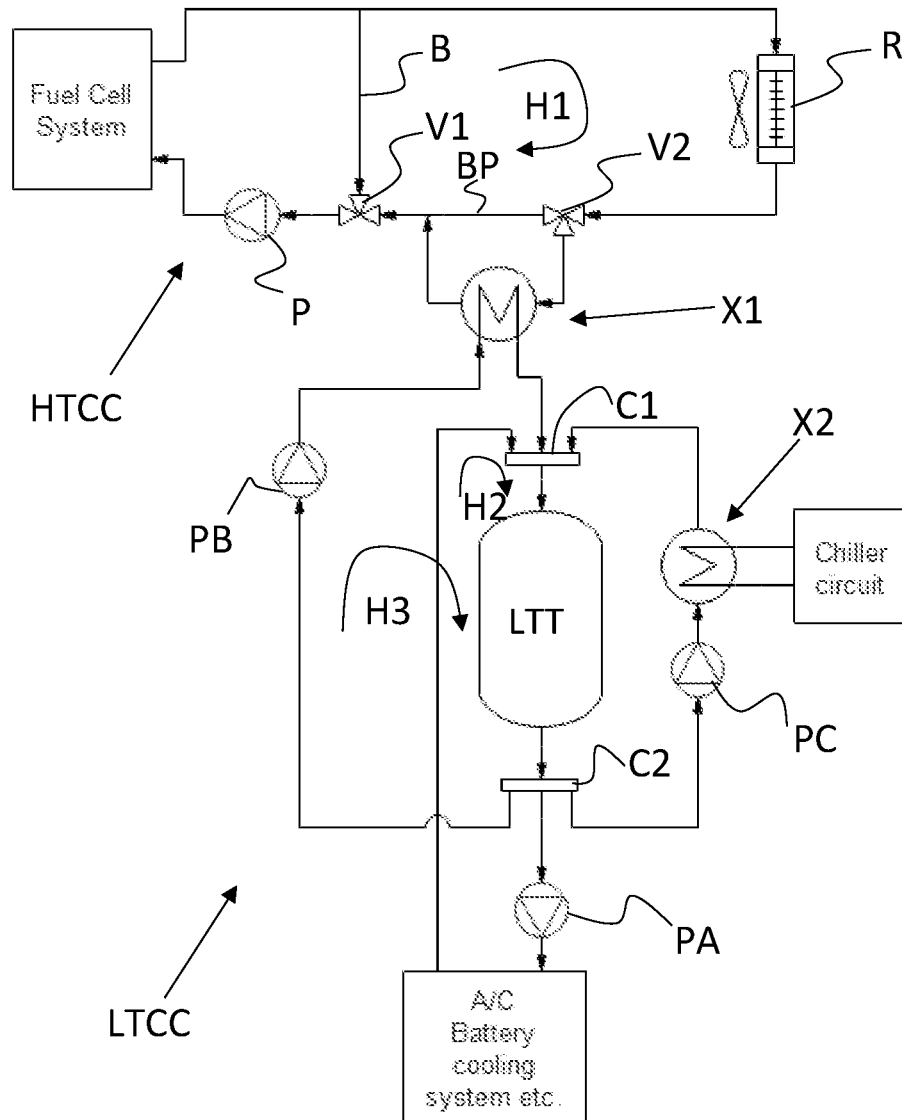 Fuel Cell
System
B
H1
R
V1
BP
V2
P
X1
HTCC
C1
X2
H2
PB
Chiller
circuit
H3
LTT
PC
C2
PA
LTCC
A/C
Battery
cooling
system etc.